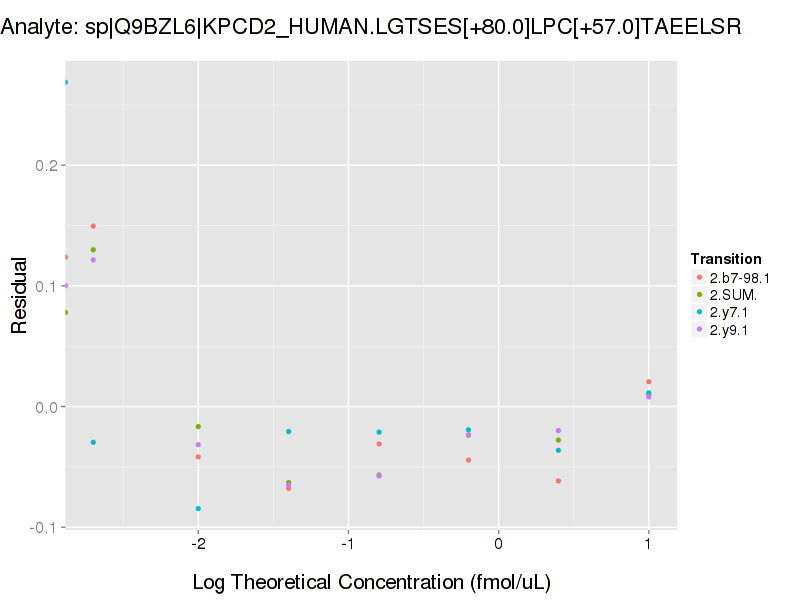 Analyte: sp|Q9BZL6|KPCD2_HUMAN.LGTSES[+80.0]LPC[+57.0]TAEELSR
0.2
0.1
0.0
-0.1
Residual
-2
-1
0
1
Log Theoretical Concentration (fmol/uL)
Transition
2.b7-98.1
2.SUM.
2.y7.1
2.y9.1